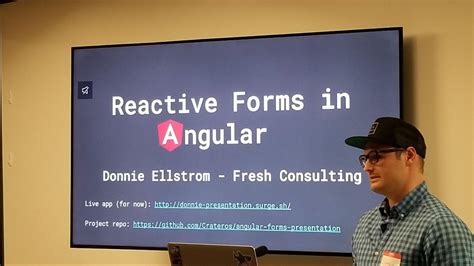 Reactive Forms in
Angular
Donnie Ellstrom - Fresh Consulting
Live app (for now): http://donnie-presentation.surge.sh/
Project repo: https://github.com/Crateros/angular-forms-presentation